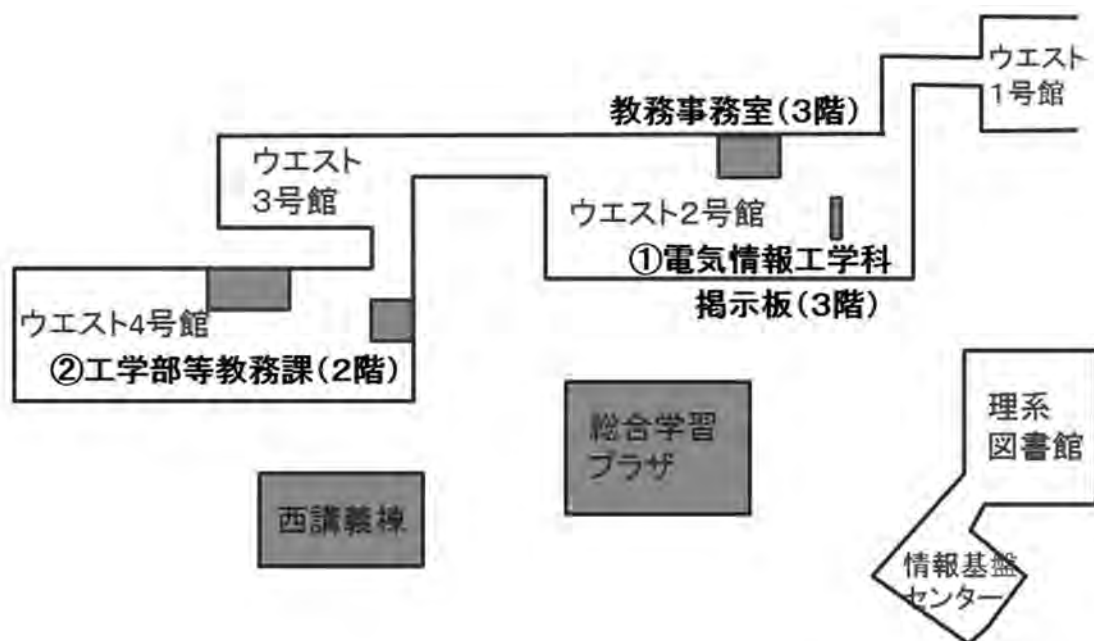 ウエスト
1号館
教務事務室(3階)
ウエスト
3号館
ウエスト2号館
①電気情報工学科
掲示板(3階)
ウエスト4号館
②工学部等教務課(2階)
総合学習
プラザ
理系
図書館
西講義棟
情報基盤
センター